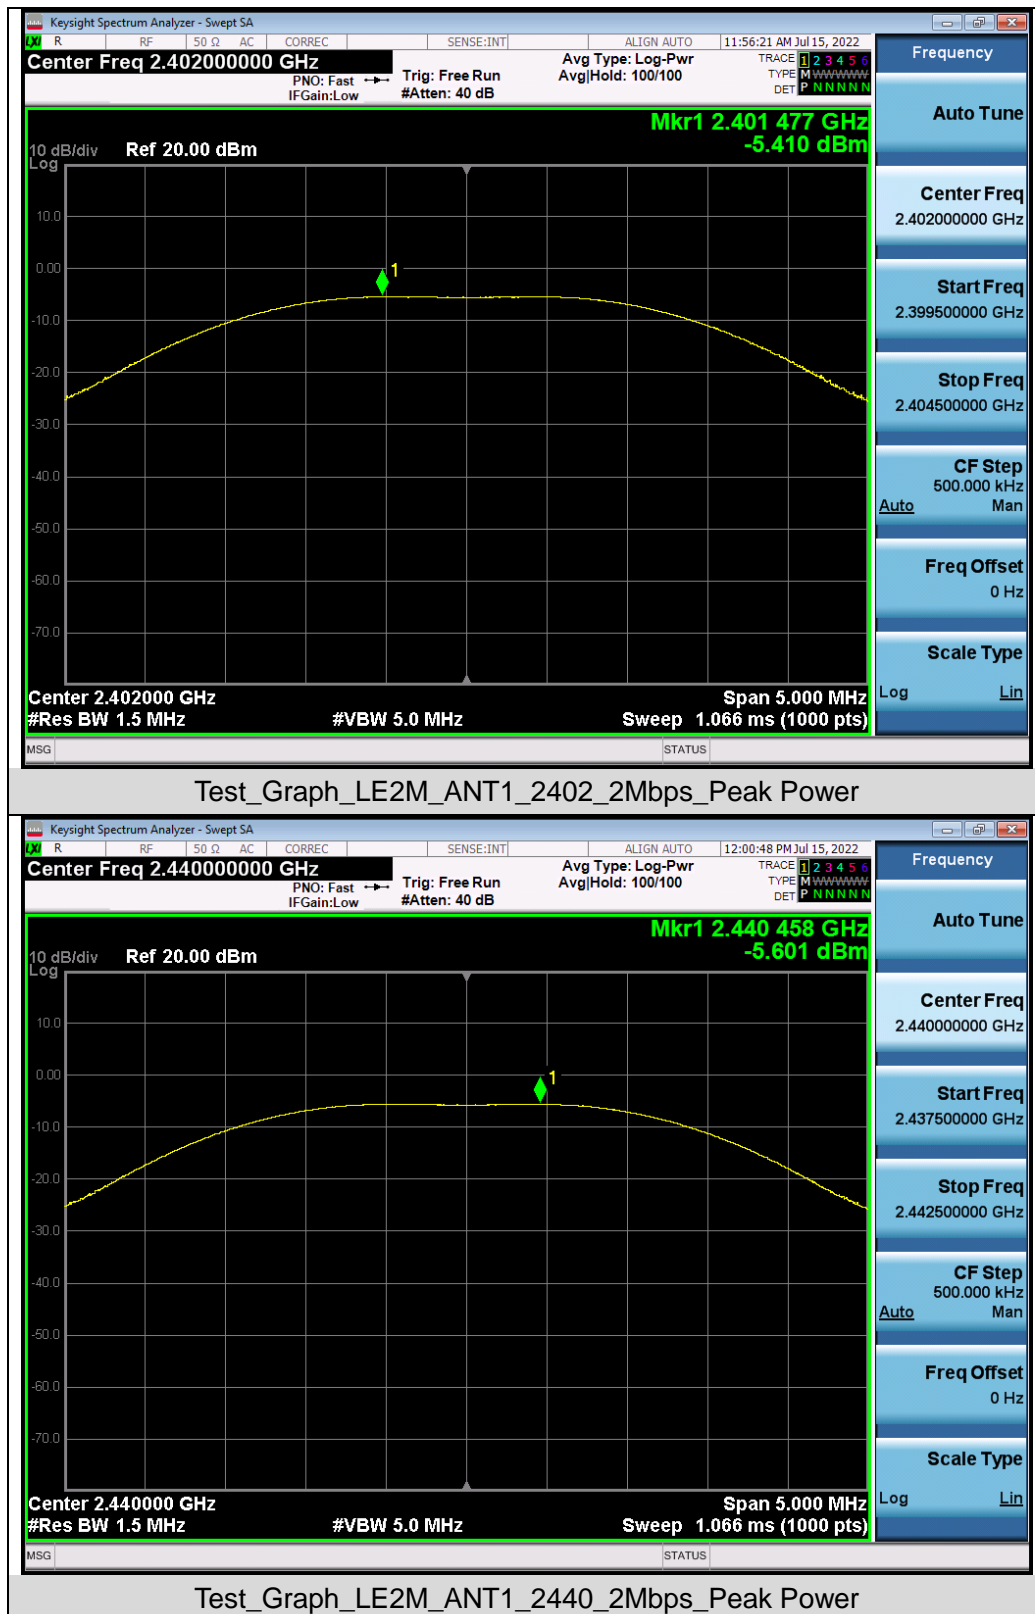 Keysight Spectrum Analyzer - Swept SA
LXI R RF 50 Ω AC CORREC SENSE:INT ALIGN AUTO 11:56:21 AM Jul 15, 2022
Center Freq 2.402000000 GHz
PNO: Fast
IFGain:Low
Trig: Free Run
#Atten: 40 dB
Avg Type: Log-Pwr
Avg|Hold: 100/100
TRACE 1 2 3 4 5 6
TYPE M WWWWW
DET P N N N N N
Mkr1 2.401 477 GHz
-5.410 dBm
10 dB/div Ref 20.00 dBm
Log
10.0
0.00
1
-10.0
-20.0
-30.0
-40.0
-50.0
-60.0
-70.0
Center 2.402000 GHz Span 5.000 MHz
#Res BW 1.5 MHz #VBW 5.0 MHz Sweep 1.066 ms (1000 pts)
MSG STATUS
Frequency
Auto Tune
Center Freq
2.402000000 GHz
Start Freq
2.399500000 GHz
Stop Freq
2.404500000 GHz
CF Step
500.000 kHz
Auto Man
Freq Offset
0 Hz
Scale Type
Log Lin
Test_Graph_LE2M_ANT1_2402_2Mbps_Peak Power
Keysight Spectrum Analyzer - Swept SA
LXI R RF 50 Ω AC CORREC SENSE:INT ALIGN AUTO 12:00:48 PM Jul 15, 2022
Center Freq 2.440000000 GHz
PNO: Fast
IFGain:Low
Trig: Free Run
#Atten: 40 dB
Avg Type: Log-Pwr
Avg|Hold: 100/100
TRACE 1 2 3 4 5 6
TYPE M WWWWW
DET P N N N N N
Mkr1 2.440 458 GHz
-5.601 dBm
10 dB/div Ref 20.00 dBm
Log
10.0
0.00
1
-10.0
-20.0
-30.0
-40.0
-50.0
-60.0
-70.0
Center 2.440000 GHz Span 5.000 MHz
#Res BW 1.5 MHz #VBW 5.0 MHz Sweep 1.066 ms (1000 pts)
MSG STATUS
Frequency
Auto Tune
Center Freq
2.440000000 GHz
Start Freq
2.437500000 GHz
Stop Freq
2.442500000 GHz
CF Step
500.000 kHz
Auto Man
Freq Offset
0 Hz
Scale Type
Log Lin
Test_Graph_LE2M_ANT1_2440_2Mbps_Peak Power